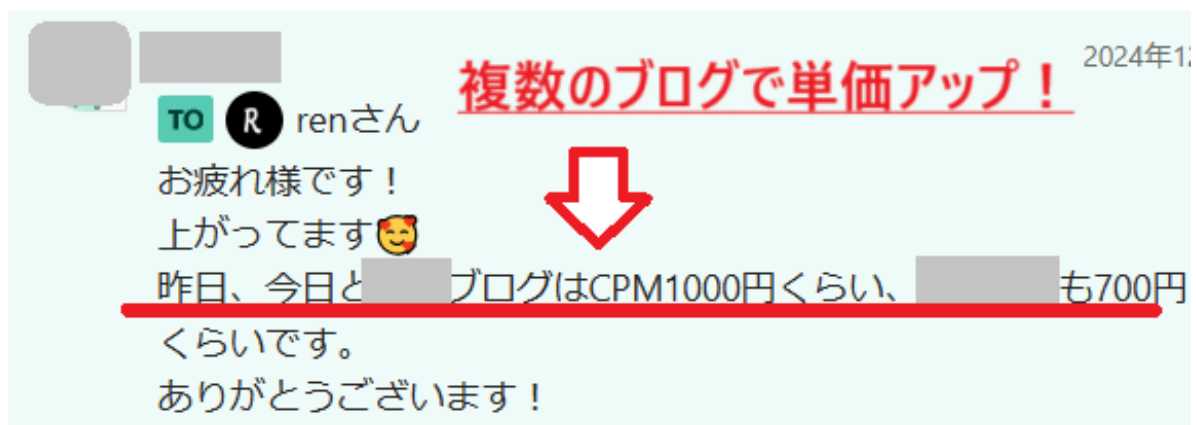 複数のブログで単価アップ！
2024年12
TO R renさん
お疲れ様です！
上がってます🥰
昨日、今日と ブログはCPM1000円くらい、 も700円
くらいです。
ありがとうございます！